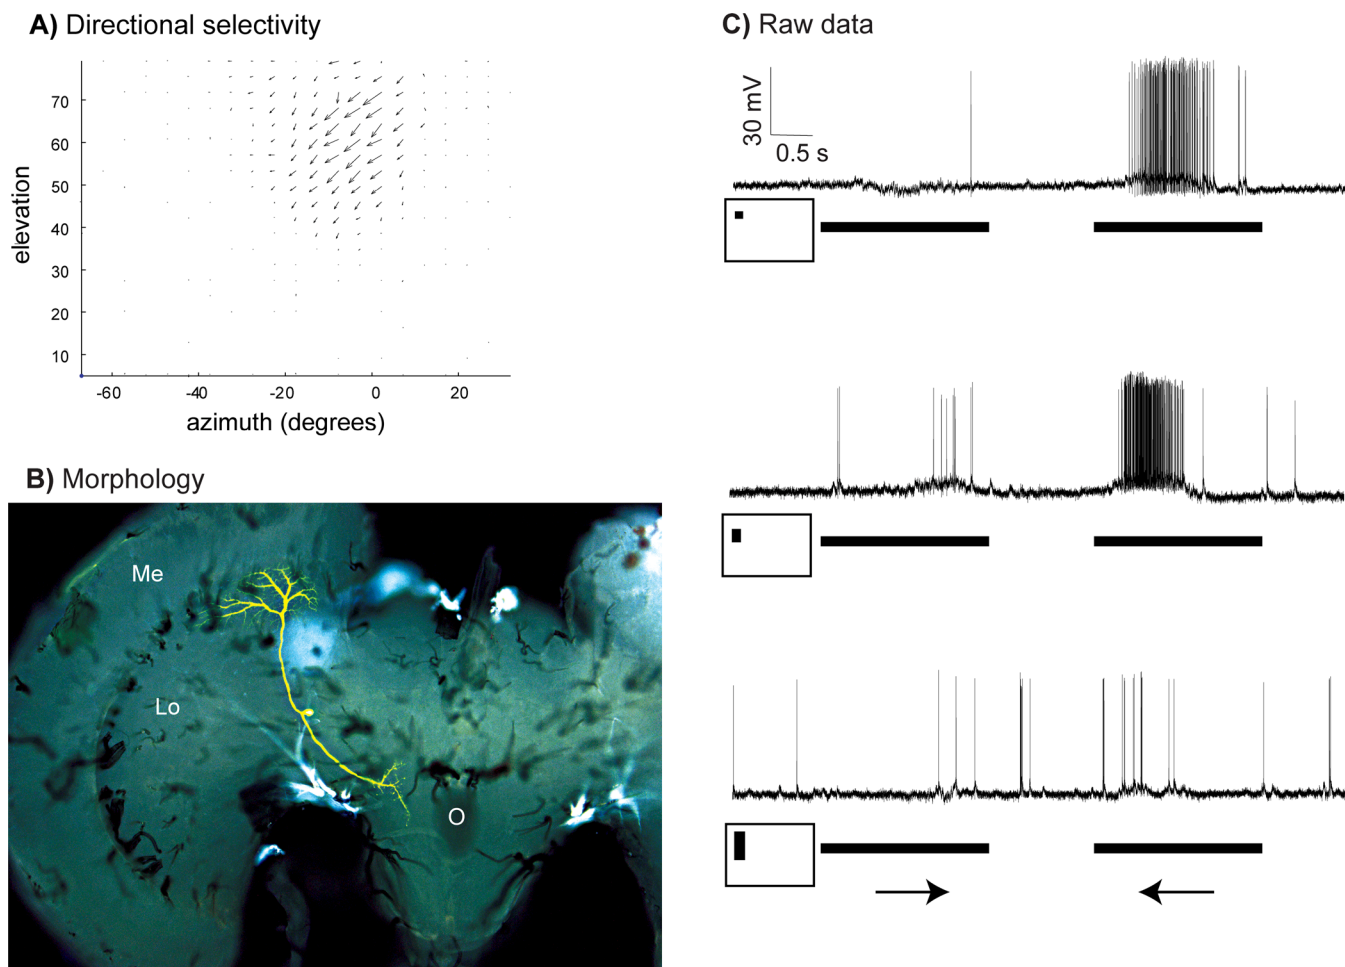 A) Directional selectivity
70
60
50
40
30
20
10
elevation
-60
-40
-20
0
20
azimuth (degrees)
B) Morphology
Me
Lo
O
C) Raw data
30 mV
0.5 s